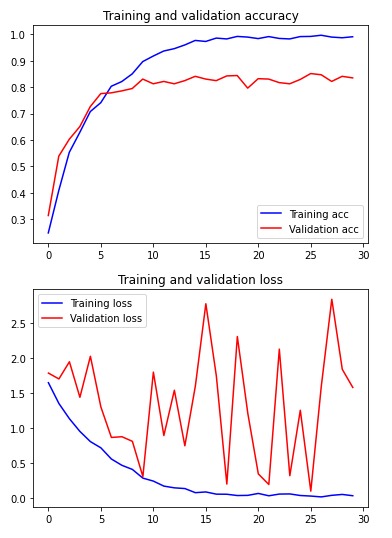 Training and validation accuracy
1.0
0.9
0.8
0.7
0.6
0.5
0.4
0.3
Training acc
Validation acc
0 5 10 15 20 25 30
Training and validation loss
Training loss
Validation loss
2.5
2.0
1.5
1.0
0.5
0.0
0 5 10 15 20 25 30